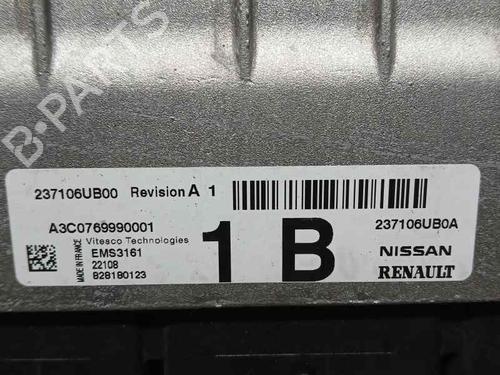 B-PARTS
237106UB00 Revision A 1
A3C0769990001
Vitesco Technologies
MADE IN FRANCE
EMS3161
22108
828180123
1 B
237106UB0A
NISSAN
RENAULT